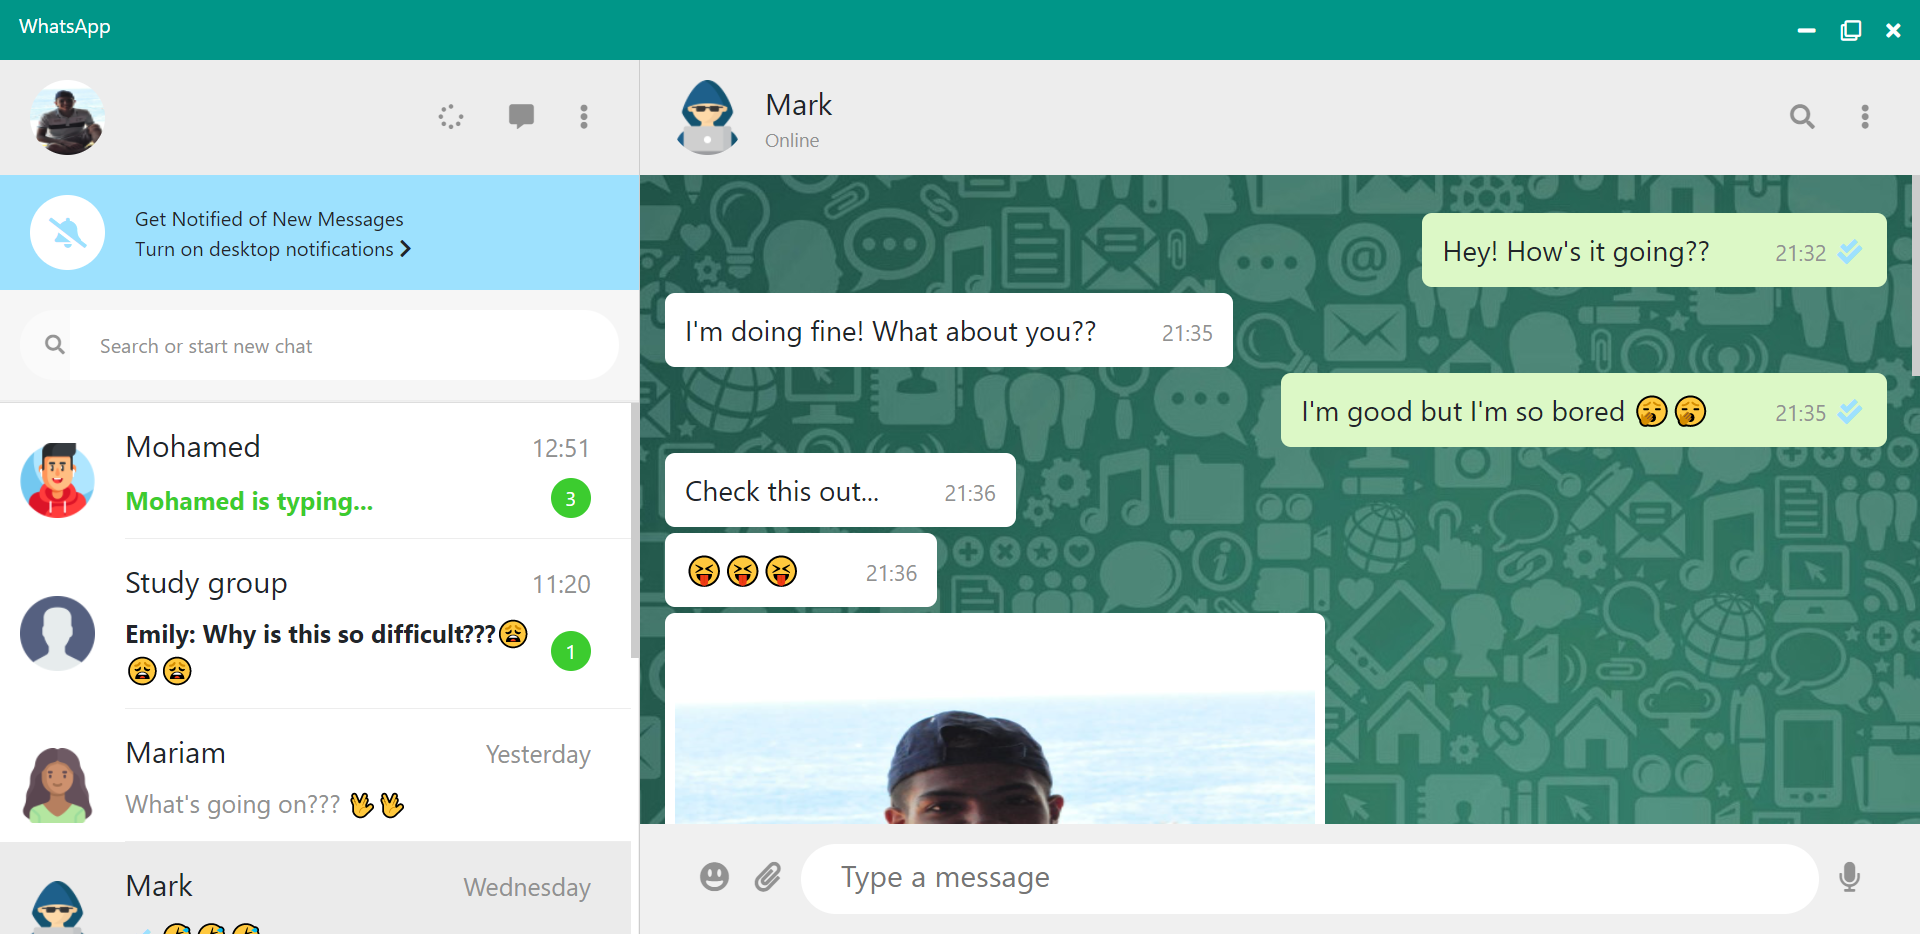 WhatsApp
Get Notified of New Messages
Turn on desktop notifications
Search or start new chat
Mohamed 12:51
Mohamed is typing... 3
Study group 11:20
Emily: Why is this so difficult???😩
😩😩 1
Mariam Yesterday
What's going on??? 🖖🖖
Mark Wednesday
Mark
Online
Hey! How's it going?? 21:32
I'm doing fine! What about you?? 21:35
I'm good but I'm so bored 🥱🥱 21:35
Check this out... 21:36
😝😝😝 21:36
Type a message